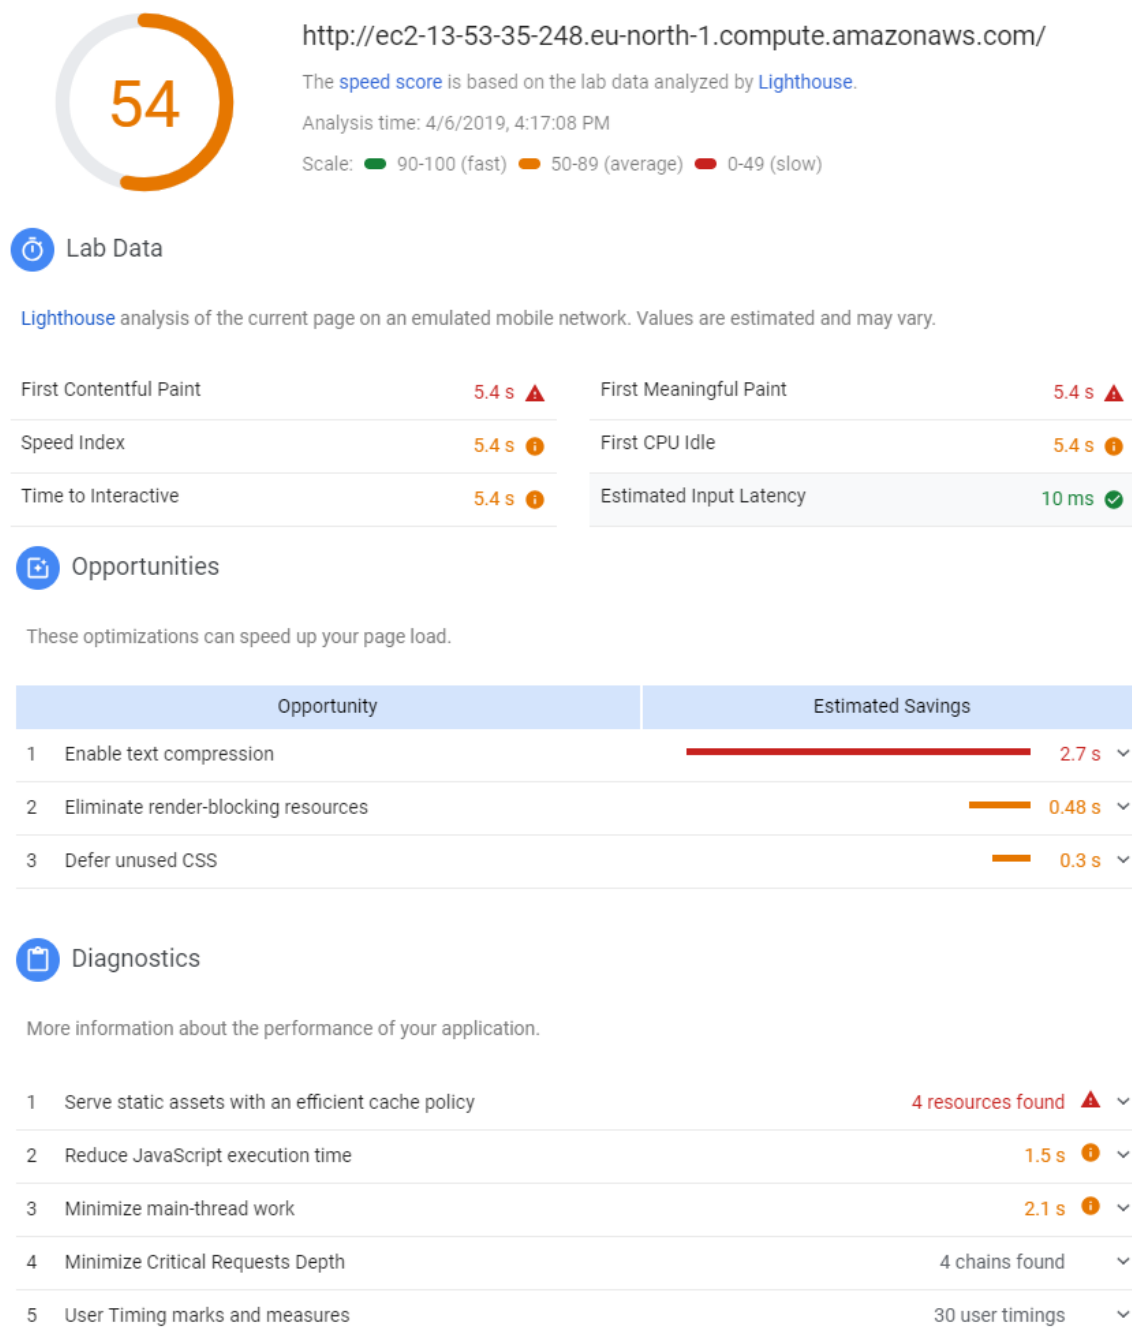 54
http://ec2-13-53-35-248.eu-north-1.compute.amazonaws.com/
The speed score is based on the lab data analyzed by Lighthouse.
Analysis time: 4/6/2019, 4:17:08 PM
Scale: 90-100 (fast) 50-89 (average) 0-49 (slow)
Lab Data
Lighthouse analysis of the current page on an emulated mobile network. Values are estimated and may vary.
First Contentful Paint 5.4 s
First Meaningful Paint 5.4 s
Speed Index 5.4 s
First CPU Idle 5.4 s
Time to Interactive 5.4 s
Estimated Input Latency 10 ms
Opportunities
These optimizations can speed up your page load.
Opportunity Estimated Savings
1 Enable text compression 2.7 s
2 Eliminate render-blocking resources 0.48 s
3 Defer unused CSS 0.3 s
Diagnostics
More information about the performance of your application.
1 Serve static assets with an efficient cache policy 4 resources found
2 Reduce JavaScript execution time 1.5 s
3 Minimize main-thread work 2.1 s
4 Minimize Critical Requests Depth 4 chains found
5 User Timing marks and measures 30 user timings